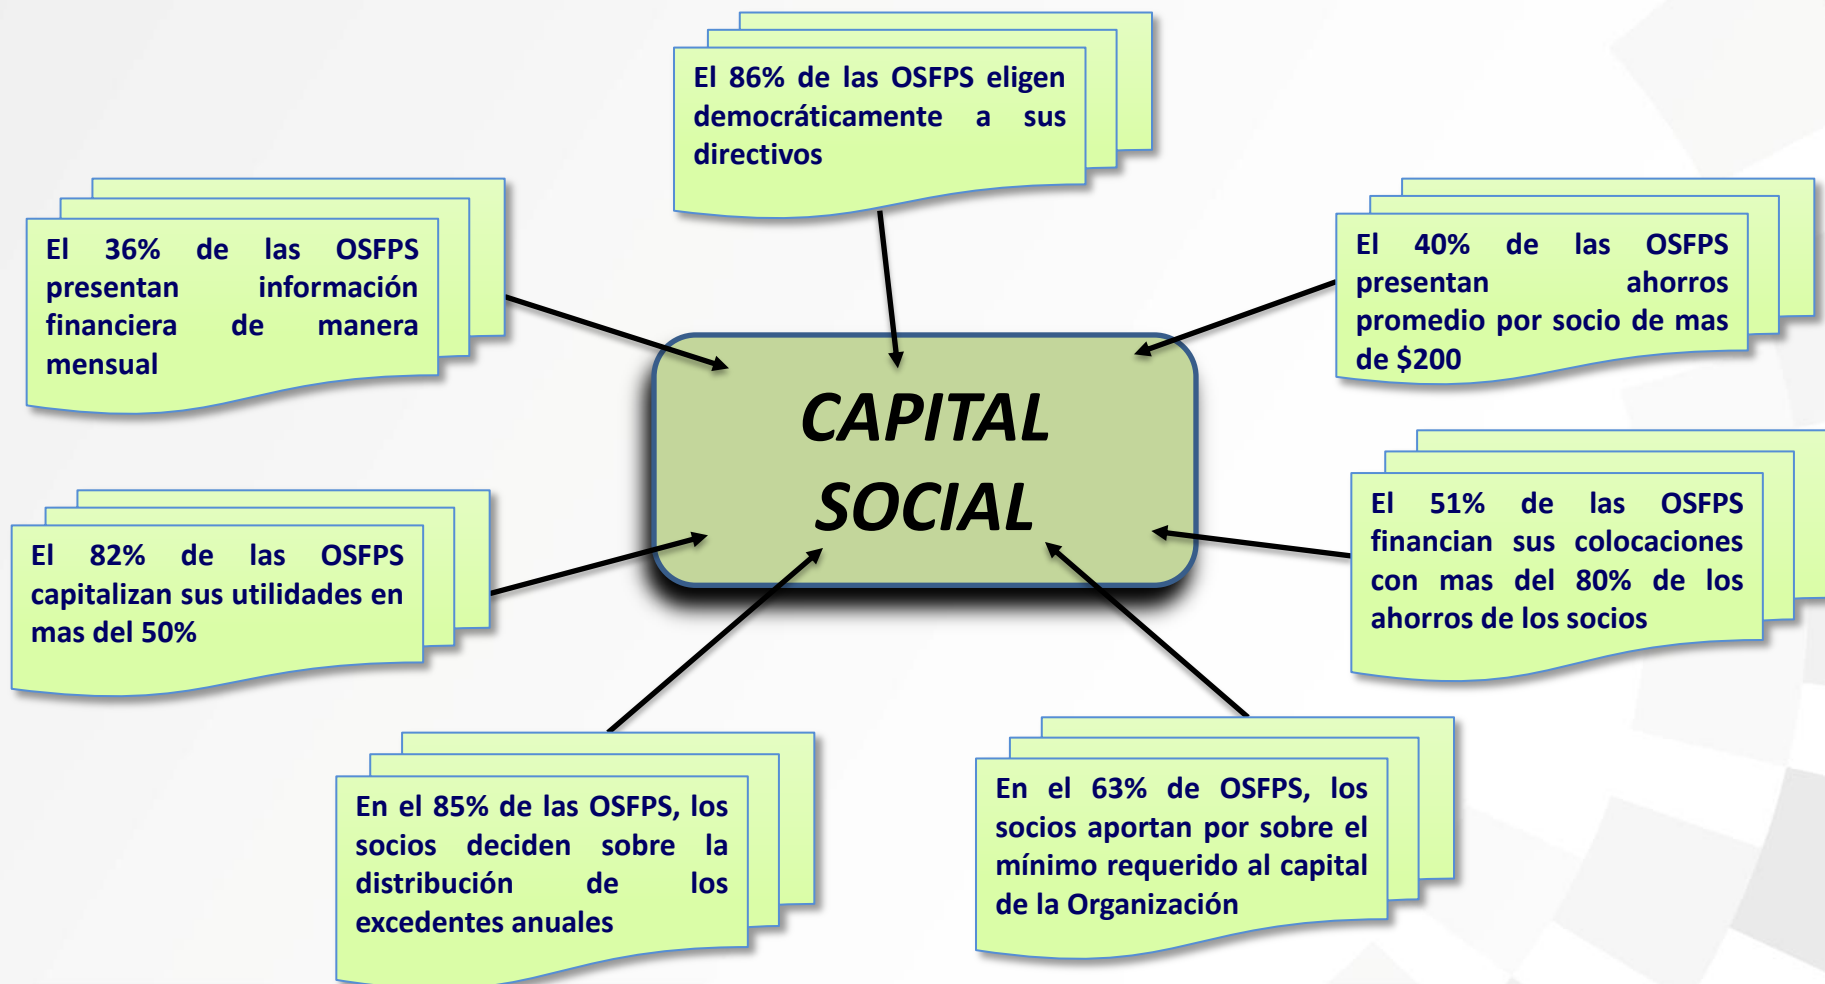 El 86% de las OSFPS eligen
democráticamente a sus
directivos
El 36% de las OSFPS
presentan información
financiera de manera
mensual
El 40% de las OSFPS
presentan ahorros
promedio por socio de mas
de $200
CAPITAL
SOCIAL
El 82% de las OSFPS
capitalizan sus utilidades en
mas del 50%
El 51% de las OSFPS
financian sus colocaciones
con mas del 80% de los
ahorros de los socios
En el 85% de las OSFPS, los
socios deciden sobre la
distribución de los
excedentes anuales
En el 63% de OSFPS, los
socios aportan por sobre el
mínimo requerido al capital
de la Organización